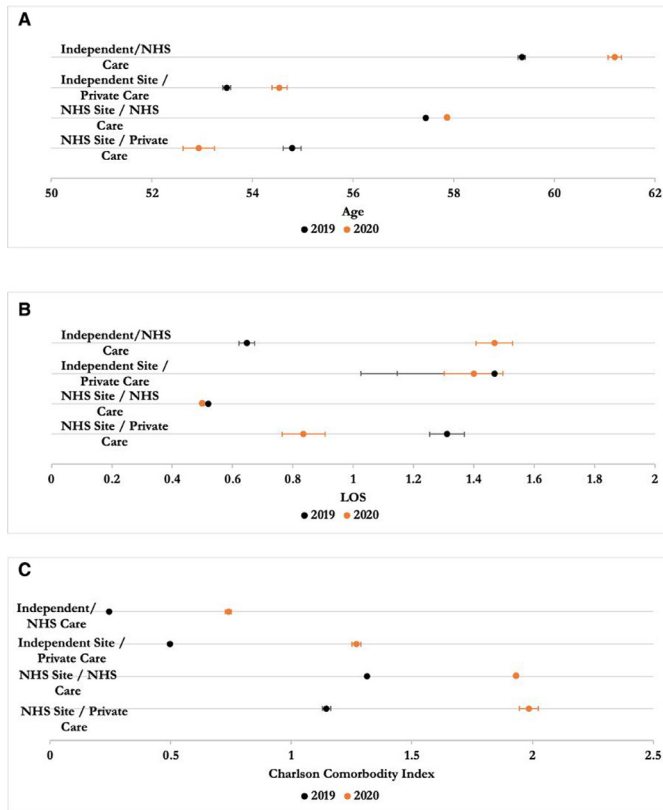 A
Independent/NHS
Care
Independent Site /
Private Care
NHS Site / NHS
Care
NHS Site / Private
Care
50 52 54 56 58 60 62
Age
2019 2020
B
Independent/NHS
Care
Independent Site /
Private Care
NHS Site / NHS
Care
NHS Site / Private
Care
0 0.2 0.4 0.6 0.8 1 1.2 1.4 1.6 1.8 2
LOS
2019 2020
C
Independent/
NHS Care
Independent Site /
Private Care
NHS Site / NHS
Care
NHS Site / Private
Care
0 0.5 1 1.5 2 2.5
Charlson Comorbodity Index
2019 2020